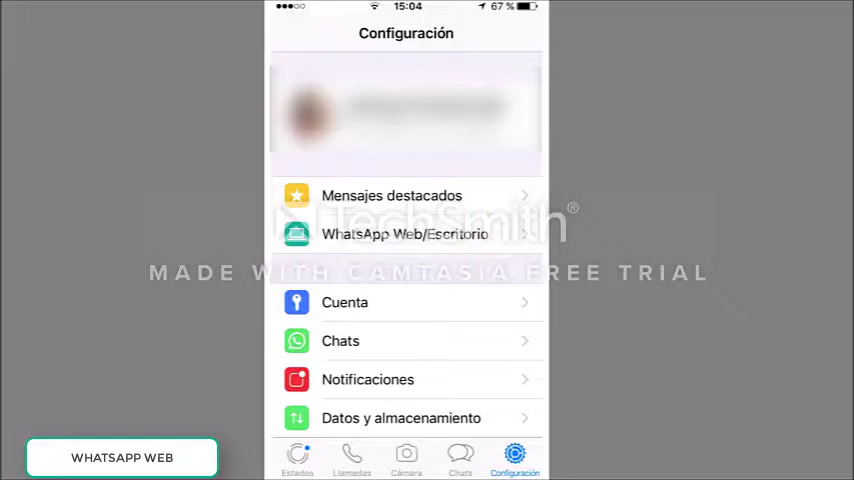 15:04
67 %
Configuración
Mensajes destacados
WhatsApp Web/Escritorio
TechSmith®
MADE WITH CAMTASIA FREE TRIAL
Cuenta
Chats
Notificaciones
Datos y almacenamiento
WHATSAPP WEB
Estados
Llamadas
Cámara
Chats
Configuración